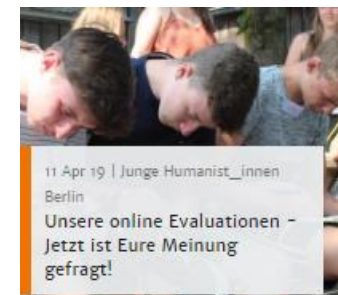 11 Apr 19 | Junge Humanist_innen
Berlin
Unsere online Evaluationen -
Jetzt ist Eure Meinung
gefragt!